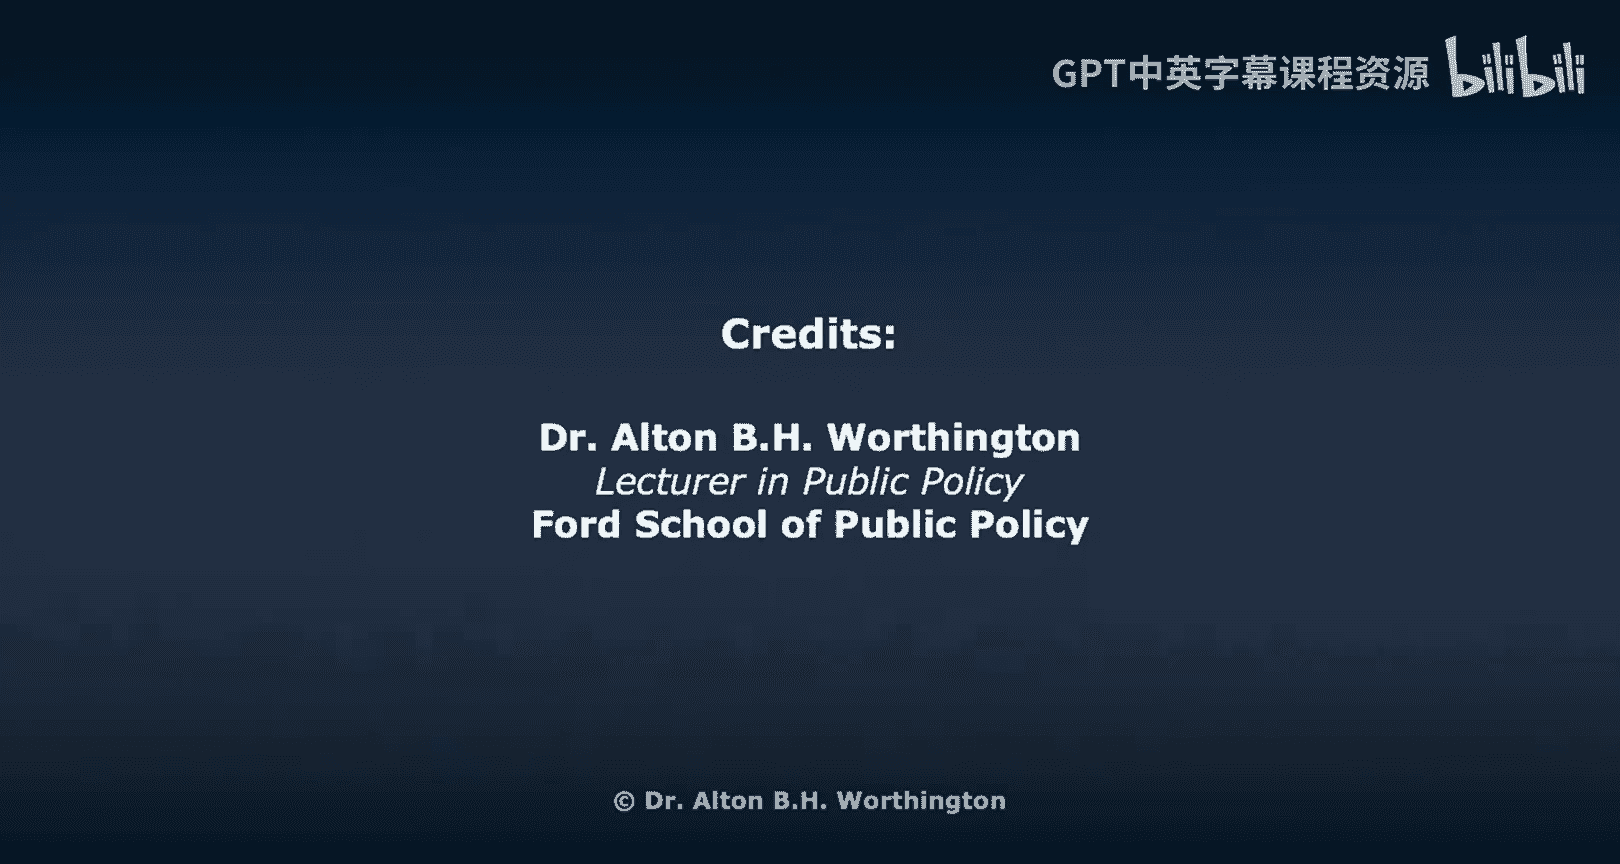 GPT中英字幕课程资源 bilibili
Credits:
Dr. Alton B.H. Worthington
Lecturer in Public Policy
Ford School of Public Policy
© Dr. Alton B.H. Worthington